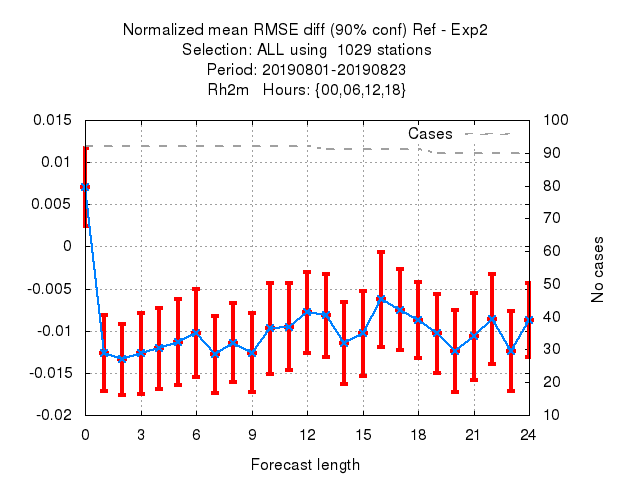 Normalized mean RMSE diff (90% conf) Ref - Exp2
Selection: ALL using  1029 stations
Period: 20190801-20190823
Rh2m   Hours: {00,06,12,18}
Cases
0.015
0.01
0.005
0
-0.005
-0.01
-0.015
-0.02
100
90
80
70
60
50
40
30
20
10
No cases
0 3 6 9 12 15 18 21 24
Forecast length